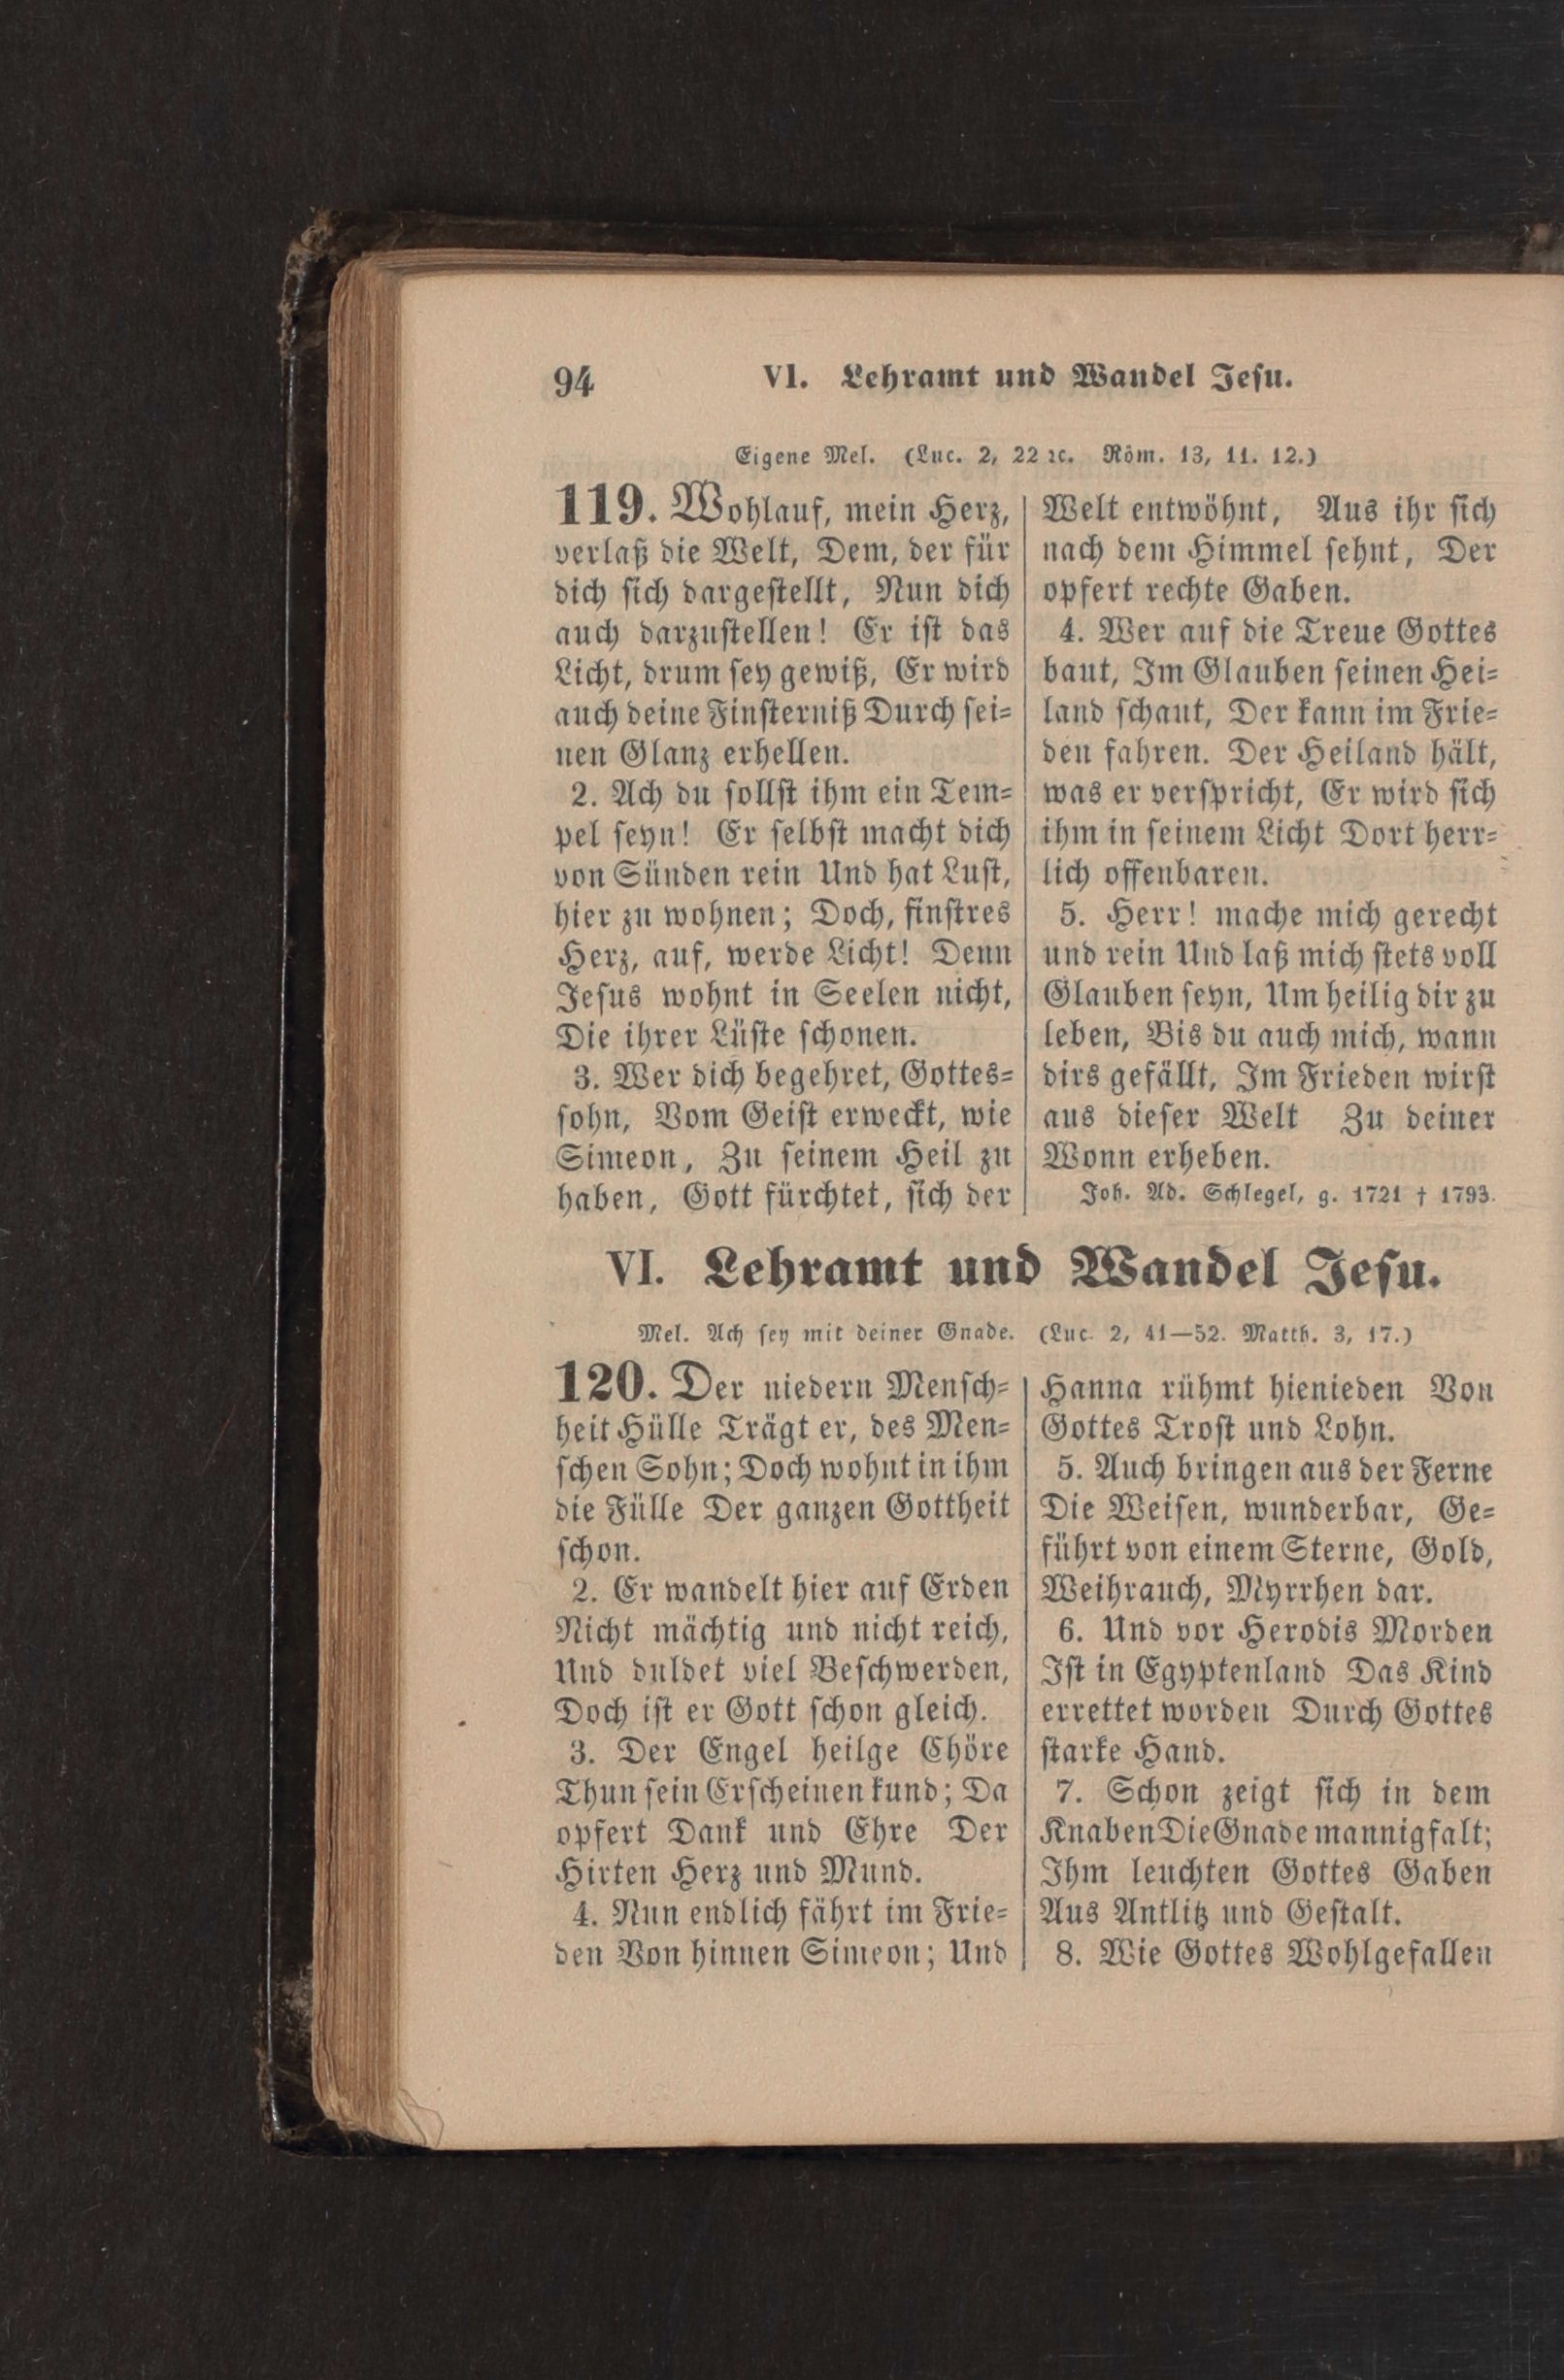 94 VI. Lehramt und Wandel Jesu.
Eigene Mel. (Luc. 2, 22 ꝛc. Röm. 13, 11. 12.)
119. Wohlauf, mein Herz,
verlaß die Welt, Dem, der für
dich sich dargestellt, Nun dich
auch darzustellen! Er ist das
Licht, drum sey gewiß, Er wird
auch deine Finsterniß Durch sei=
nen Glanz erhellen.
2. Ach du sollst ihm ein Tem=
pel seyn! Er selbst macht dich
von Sünden rein Und hat Lust,
hier zu wohnen; Doch, finstres
Herz, auf, werde Licht! Denn
Jesus wohnt in Seelen nicht,
Die ihrer Lüste schonen.
3. Wer dich begehret, Gottes=
sohn, Vom Geist erweckt, wie
Simeon, Zu seinem Heil zu
haben, Gott fürchtet, sich der
Welt entwöhnt, Aus ihr sich
nach dem Himmel sehnt, Der
opfert rechte Gaben.
4. Wer auf die Treue Gottes
baut, Im Glauben seinen Hei=
land schaut, Der kann im Frie=
den fahren. Der Heiland hält,
was er verspricht, Er wird sich
ihm in seinem Licht Dort herr=
lich offenbaren.
5. Herr! mache mich gerecht
und rein Und laß mich stets voll
Glauben seyn, Um heilig dir zu
leben, Bis du auch mich, wann
dirs gefällt, Im Frieden wirst
aus dieser Welt Zu deiner
Wonn erheben.
Joh. Ad. Schlegel, g. 1721 † 1793.
VI. Lehramt und Wandel Jesu.
Mel. Ach sey mit deiner Gnade. (Luc. 2, 41—52. Matth. 3, 17.)
120. Der niedern Mensch=
heit Hülle Trägt er, des Men=
schen Sohn; Doch wohnt in ihm
die Fülle Der ganzen Gottheit
schon.
2. Er wandelt hier auf Erden
Nicht mächtig und nicht reich,
Und duldet viel Beschwerden,
Doch ist er Gott schon gleich.
3. Der Engel heilge Chöre
Thun sein Erscheinen kund; Da
opfert Dank und Ehre Der
Hirten Herz und Mund.
4. Nun endlich fährt im Frie=
den Von hinnen Simeon; Und
Hanna rühmt hienieden Von
Gottes Trost und Lohn.
5. Auch bringen aus der Ferne
Die Weisen, wunderbar, Ge=
führt von einem Sterne, Gold,
Weihrauch, Myrrhen dar.
6. Und vor Herodis Morden
Ist in Egyptenland Das Kind
errettet worden Durch Gottes
starke Hand.
7. Schon zeigt sich in dem
Knaben Die Gnade mannigfalt;
Ihm leuchten Gottes Gaben
Aus Antlitz und Gestalt.
8. Wie Gottes Wohlgefallen